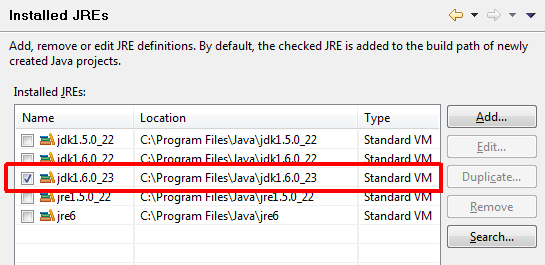 Installed JREs
Add, remove or edit JRE definitions. By default, the checked JRE is added to the build path of newly
created Java projects.
Installed JREs:
Name Location Type
jdk1.5.0_22 C:\Program Files\Java\jdk1.5.0_22 Standard VM
jdk1.6.0_22 C:\Program Files\Java\jdk1.6.0_22 Standard VM
jdk1.6.0_23 C:\Program Files\Java\jdk1.6.0_23 Standard VM
jre1.5.0_22 C:\Program Files\Java\jre1.5.0_22 Standard VM
jre6 C:\Program Files\Java\jre6 Standard VM
Add...
Edit...
Duplicate...
Remove
Search...